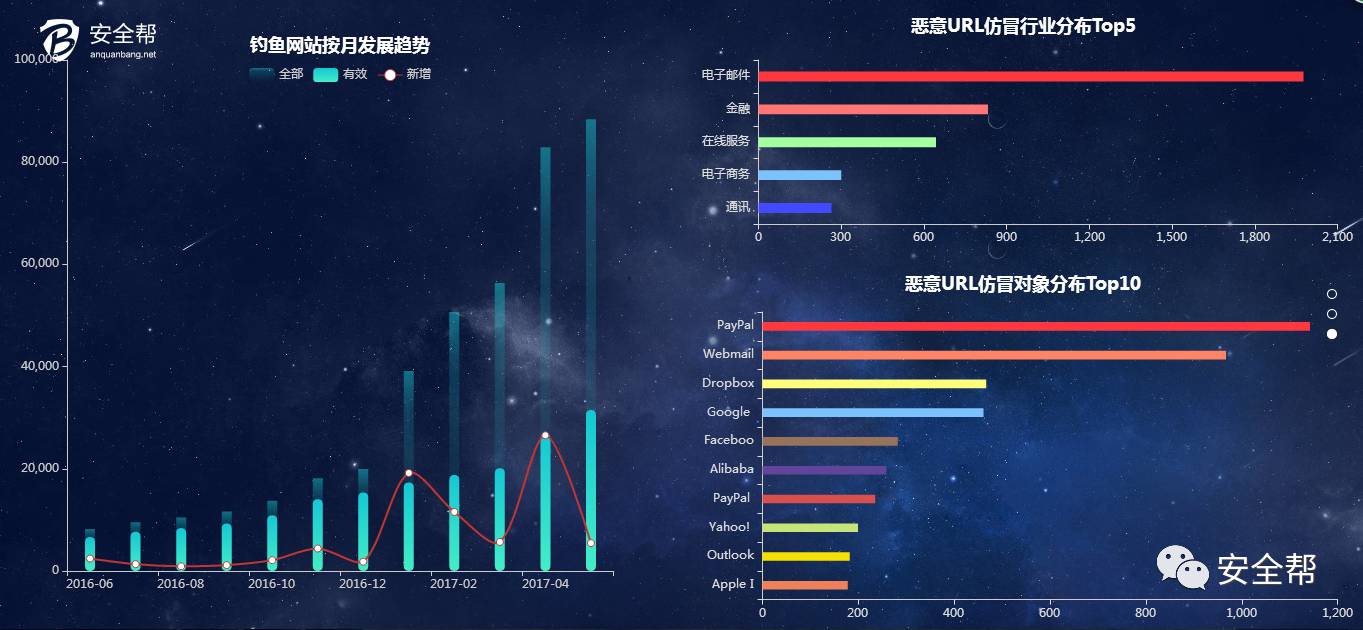 安全帮
anquanbang.net
钓鱼网站按月发展趋势
全部 有效 新增
100,000
80,000
60,000
40,000
20,000
0
2016-06 2016-08 2016-10 2016-12 2017-02 2017-04
恶意URL仿冒行业分布Top5
电子邮件
金融
在线服务
电子商务
通讯
0 300 600 900 1,200 1,500 1,800 2,100
恶意URL仿冒对象分布Top10
PayPal
Webmail
Dropbox
Google
Faceboo
Alibaba
PayPal
Yahoo!
Outlook
Apple I
0 200 400 600 800 1,000 1,200
安全帮